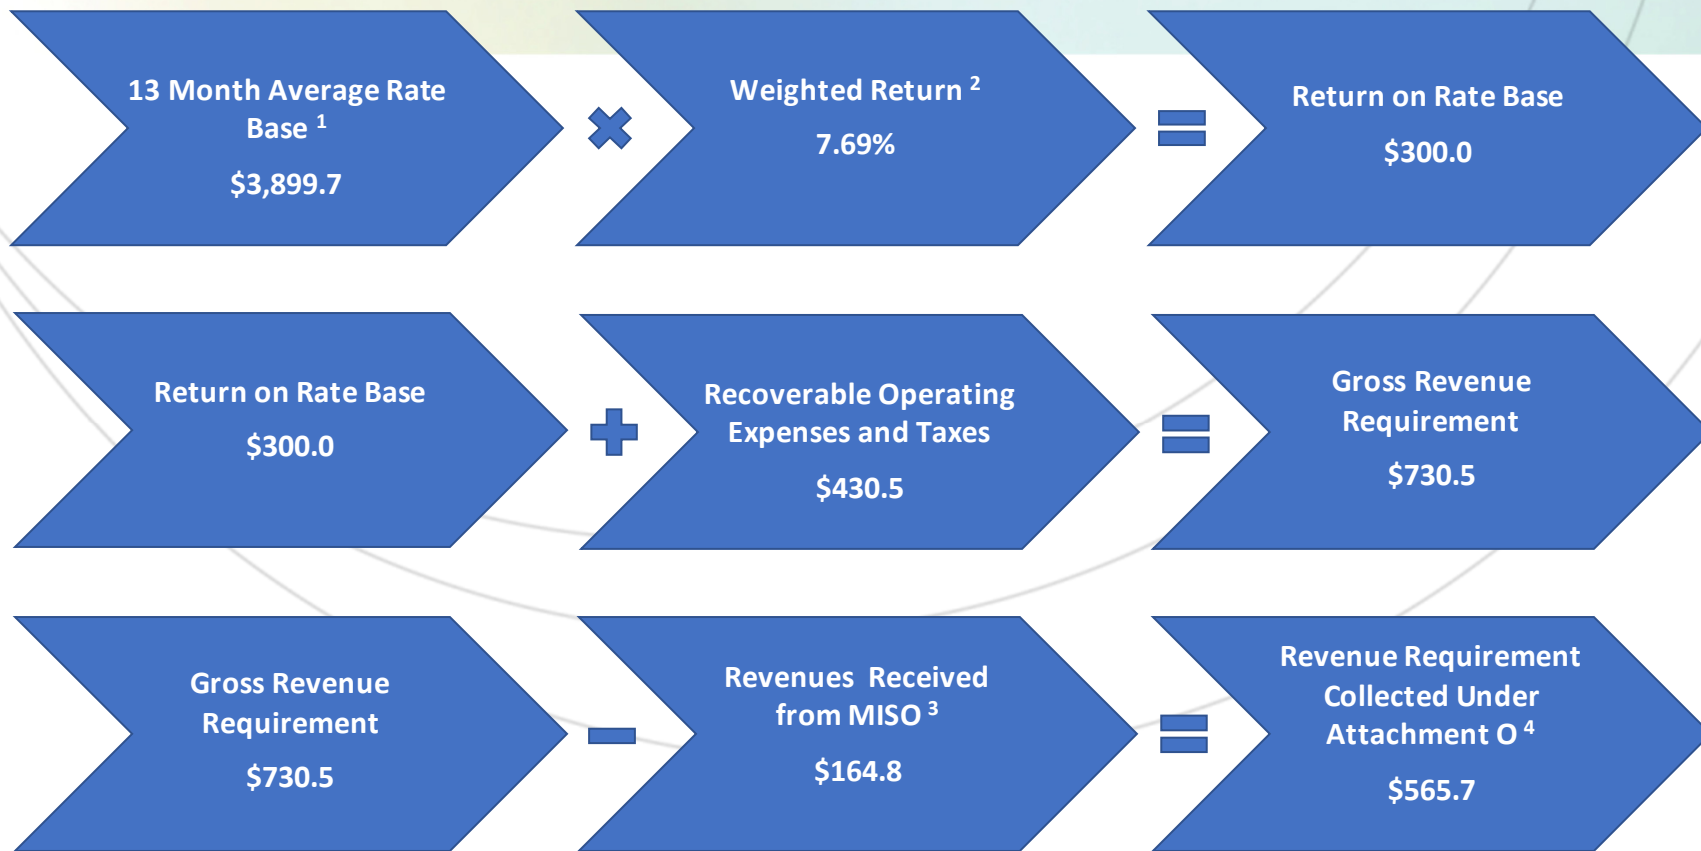 13 Month Average Rate
Base ¹
$3,899.7
Weighted Return ²
7.69%
Return on Rate Base
$300.0
Return on Rate Base
$300.0
Recoverable Operating
Expenses and Taxes
$430.5
Gross Revenue
Requirement
$730.5
Gross Revenue
Requirement
$730.5
Revenues Received
from MISO ³
$164.8
Revenue Requirement
Collected Under
Attachment O ⁴
$565.7